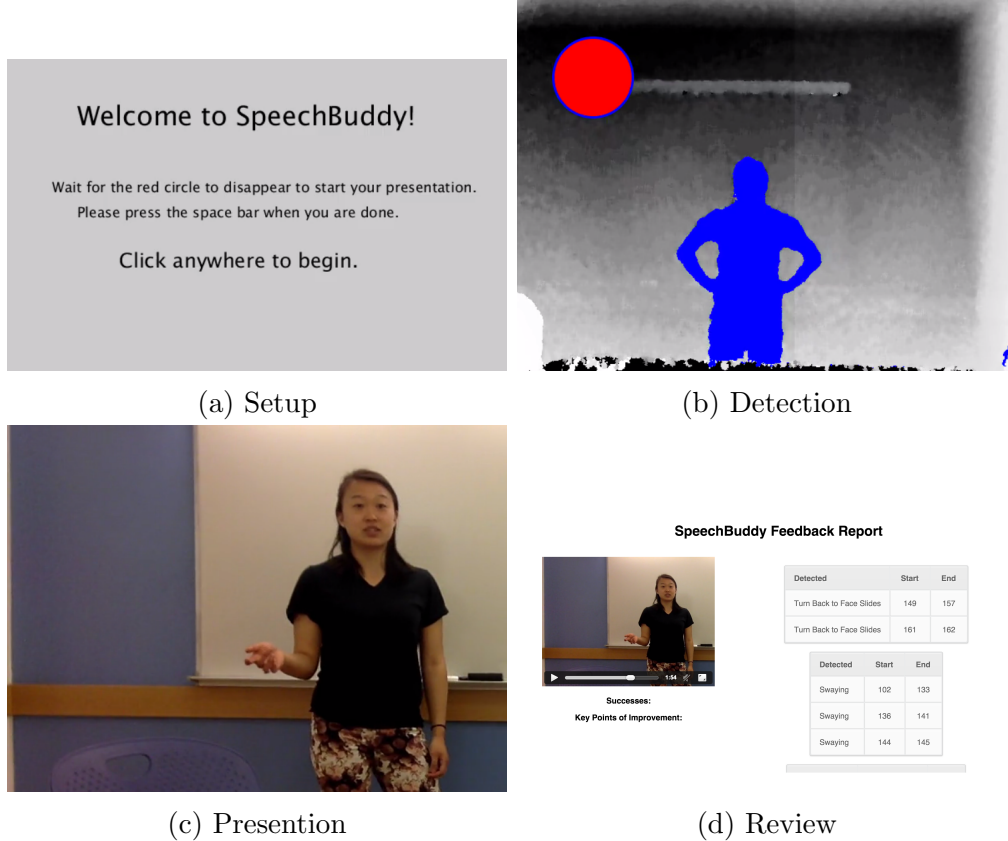 Welcome to SpeechBuddy!
Wait for the red circle to disappear to start your presentation.
Please press the space bar when you are done.
Click anywhere to begin.
(a) Setup
(b) Detection
(c) Presention
SpeechBuddy Feedback Report
1:54
Successes:
Key Points of Improvement:
Detected Start End
Turn Back to Face Slides 149 157
Turn Back to Face Slides 161 162
Detected Start End
Swaying 102 133
Swaying 136 141
Swaying 144 145
(d) Review